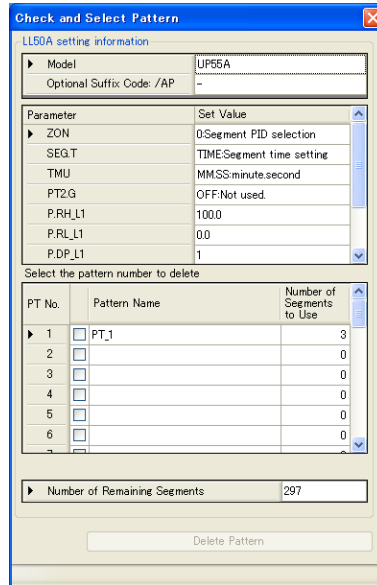 Check and Select Pattern
LL50A setting information
Model UP55A
Optional Suffix Code: /AP -
Parameter Set Value
ZON 0:Segment PID selection
SEG.T TIME:Segment time setting
TMU MM.SS:minute.second
PT2.G OFF:Not used.
P.RH_L1 100.0
P.RL_L1 0.0
P.DP_L1 1
Select the pattern number to delete
PT No. Pattern Name Number of Segments to Use
1 PT_1 3
2 0
3 0
4 0
5 0
6 0
Number of Remaining Segments 297
Delete Pattern